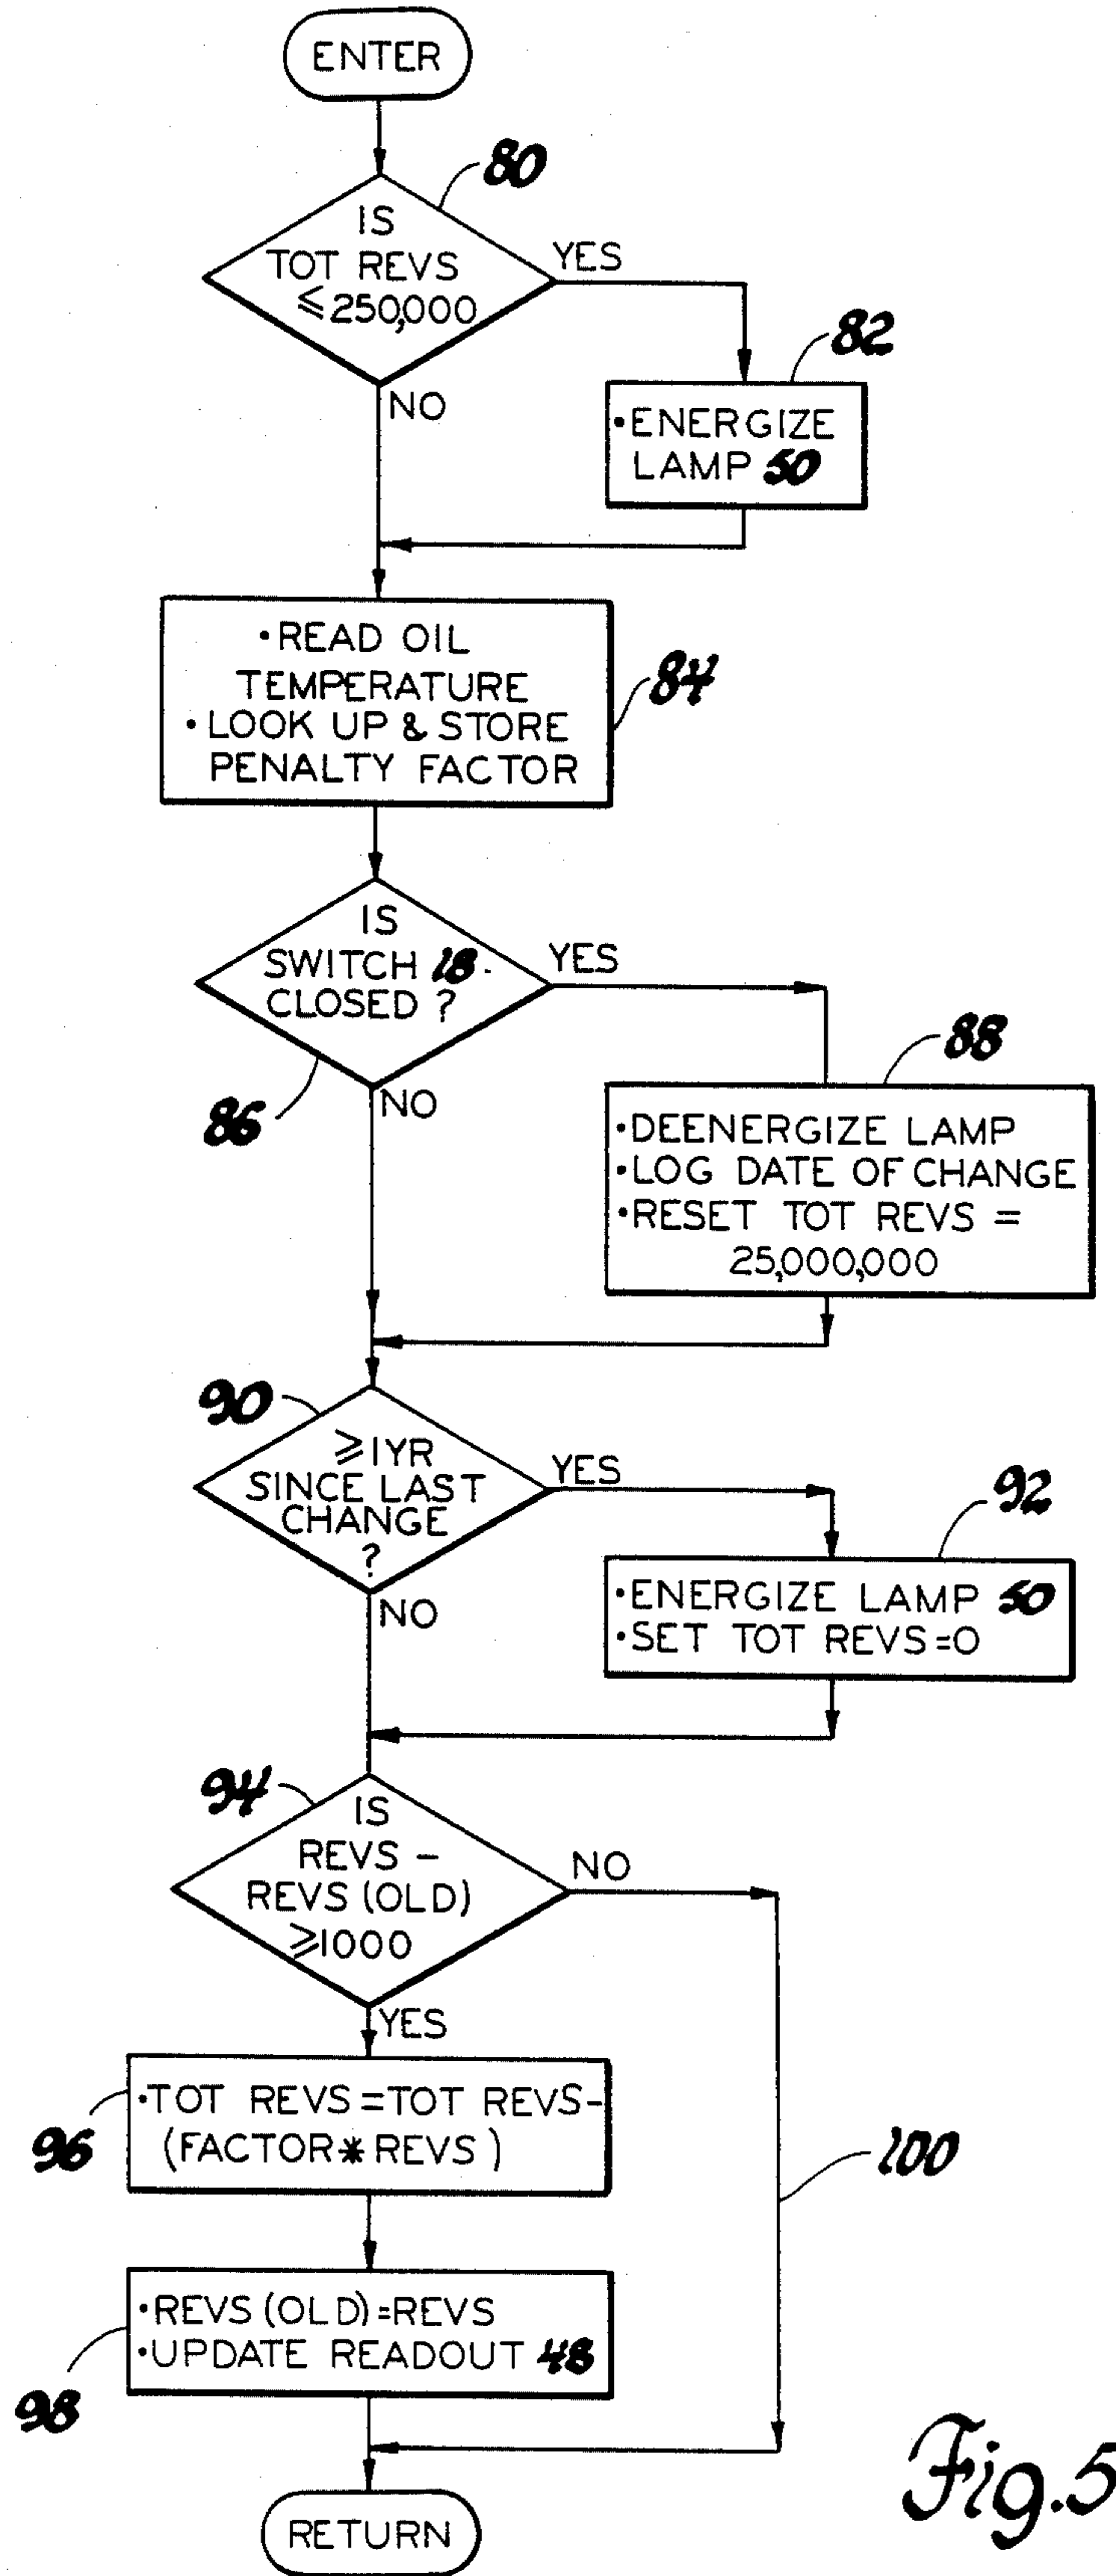 ENTER
80
IS
TOT REVS
≤250,000
YES
NO
82
•ENERGIZE
LAMP 50
•READ OIL
TEMPERATURE
•LOOK UP & STORE
PENALTY FACTOR
84
IS
SWITCH 18
CLOSED ?
YES
NO
86
88
•DEENERGIZE LAMP
•LOG DATE OF CHANGE
•RESET TOT REVS =
25,000,000
90
≥1YR
SINCE LAST
CHANGE
?
YES
NO
92
•ENERGIZE LAMP 50
•SET TOT REVS=0
94
IS
REVS –
REVS (OLD)
≥1000
NO
YES
96
•TOT REVS=TOT REVS–
(FACTOR*REVS)
100
98
•REVS (OLD)=REVS
•UPDATE READOUT 48
RETURN
Fig.5